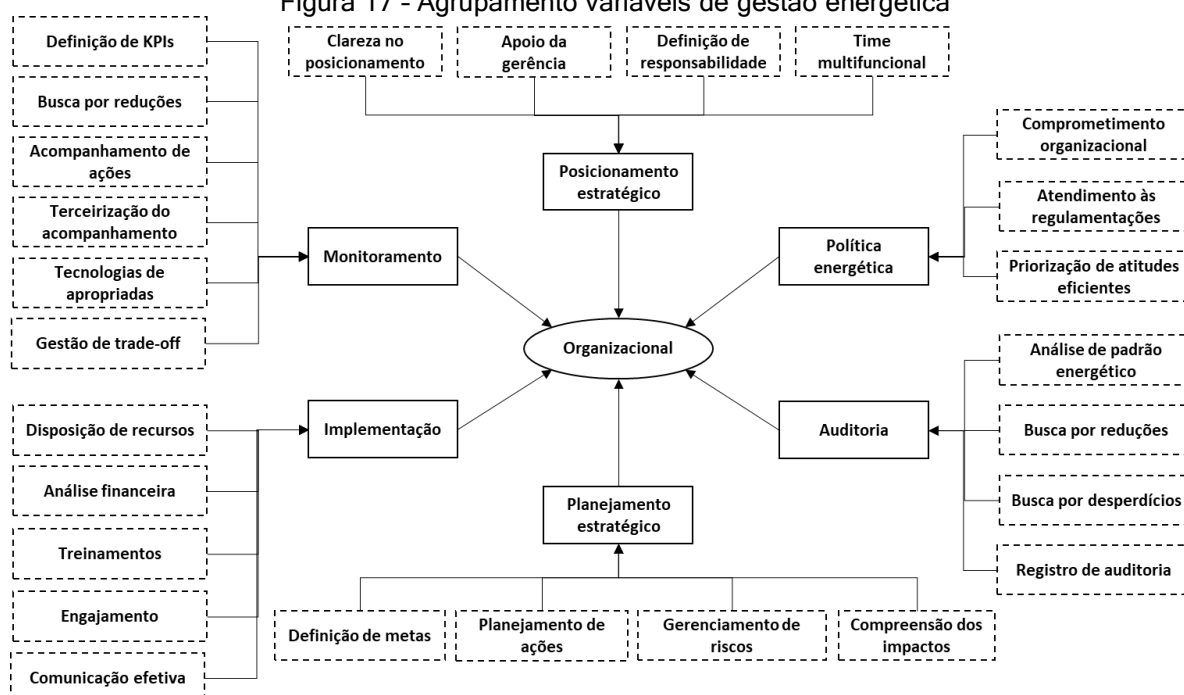 Figura 17 - Agrupamento variáveis de gestão energética
Definição de KPIs
Busca por reduções
Acompanhamento de
ações
Terceirização do
acompanhamento
Tecnologias de
apropriadas
Gestão de trade-off
Clareza no
posicionamento
Apoio da
gerência
Definição de
responsabilidade
Time
multifuncional
Posicionamento
estratégico
Monitoramento
Política
energética
Comprometimento
organizacional
Atendimento às
regulamentações
Priorização de atitudes
eficientes
Organizacional
Disposição de recursos
Análise financeira
Treinamentos
Engajamento
Comunicação efetiva
Implementação
Auditoria
Análise de padrão
energético
Busca por reduções
Busca por desperdícios
Registro de auditoria
Planejamento
estratégico
Definição de metas
Planejamento de
ações
Gerenciamento de
riscos
Compreensão dos
impactos